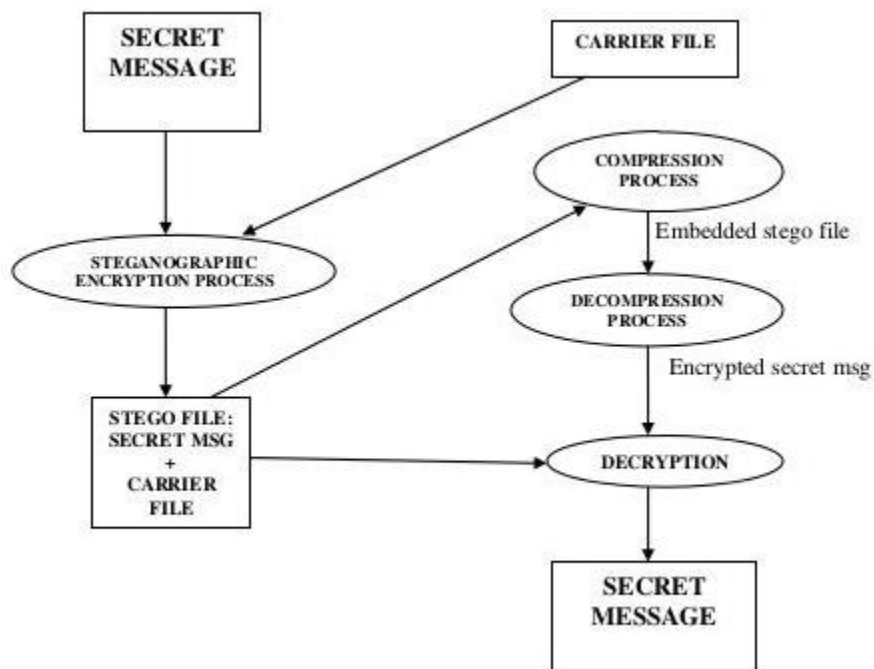 SECRET
MESSAGE
CARRIER FILE
COMPRESSION
PROCESS
Embedded stego file
STEGANOGRAPHIC
ENCRYPTION PROCESS
DECOMPRESSION
PROCESS
Encrypted secret msg
STEGO FILE:
SECRET MSG
+
CARRIER
FILE
DECRYPTION
SECRET
MESSAGE